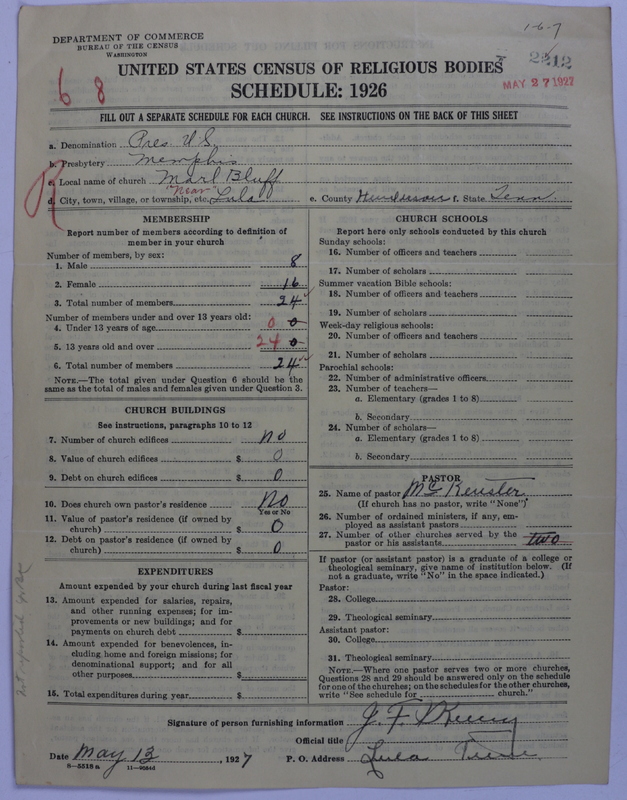 1-6-7
DEPARTMENT OF COMMERCE
BUREAU OF THE CENSUS
WASHINGTON
2212
MAY 27 1927
68
UNITED STATES CENSUS OF RELIGIOUS BODIES
SCHEDULE: 1926
FILL OUT A SEPARATE SCHEDULE FOR EACH CHURCH. SEE INSTRUCTIONS ON THE BACK OF THIS SHEET
a. Denomination Pres. U.S.
b. Presbytery Memphis
c. Local name of church Marl Bluff
d. City, town, village, or township, etc. "Near" Lula e. County Henderson f. State Tenn.
R
MEMBERSHIP
Report number of members according to definition of
member in your church
Number of members, by sex:
1. Male 8
2. Female 16
3. Total number of members 24
Number of members under and over 13 years old:
4. Under 13 years of age 0 0
5. 13 years old and over 24 0
6. Total number of members 24
NOTE.—The total given under Question 6 should be the
same as the total of males and females given under Question 3.
CHURCH BUILDINGS
See instructions, paragraphs 10 to 12
7. Number of church edifices no
8. Value of church edifices $ 0
9. Debt on church edifices $ 0
10. Does church own pastor's residence No
Yes or No
11. Value of pastor's residence (if owned by
church) $ 0
12. Debt on pastor's residence (if owned by
church) $ 0
EXPENDITURES
Amount expended by your church during last fiscal year
13. Amount expended for salaries, repairs,
and other running expenses; for im-
provements or new buildings; and for
payments on church debt $
14. Amount expended for benevolences, in-
cluding home and foreign missions; for
denominational support; and for all
other purposes $
15. Total expenditures during year $
CHURCH SCHOOLS
Report here only schools conducted by this church
Sunday schools:
16. Number of officers and teachers
17. Number of scholars
Summer vacation Bible schools:
18. Number of officers and teachers
19. Number of scholars
Week-day religious schools:
20. Number of officers and teachers
21. Number of scholars
Parochial schools:
22. Number of administrative officers
23. Number of teachers—
a. Elementary (grades 1 to 8)
b. Secondary
24. Number of scholars—
a. Elementary (grades 1 to 8)
b. Secondary
PASTOR
25. Name of pastor
(If church has no pastor, write "None")
26. Number of ordained ministers, if any, em-
ployed as assistant pastors
27. Number of other churches served by the
pastor or his assistants two
If pastor (or assistant pastor) is a graduate of a college or
theological seminary, give name of institution below. (If
not a graduate, write "No" in the space indicated.)
Pastor:
28. College
29. Theological seminary
Assistant pastor:
30. College
31. Theological seminary
NOTE.—Where one pastor serves two or more churches,
Questions 28 and 29 should be answered only on the schedule
for one of the churches; on the schedules for the other churches,
write "See schedule for church."
Signature of person furnishing information J. F.
Official title
Date May 13, 1927 P. O. Address Lula
8-5518a